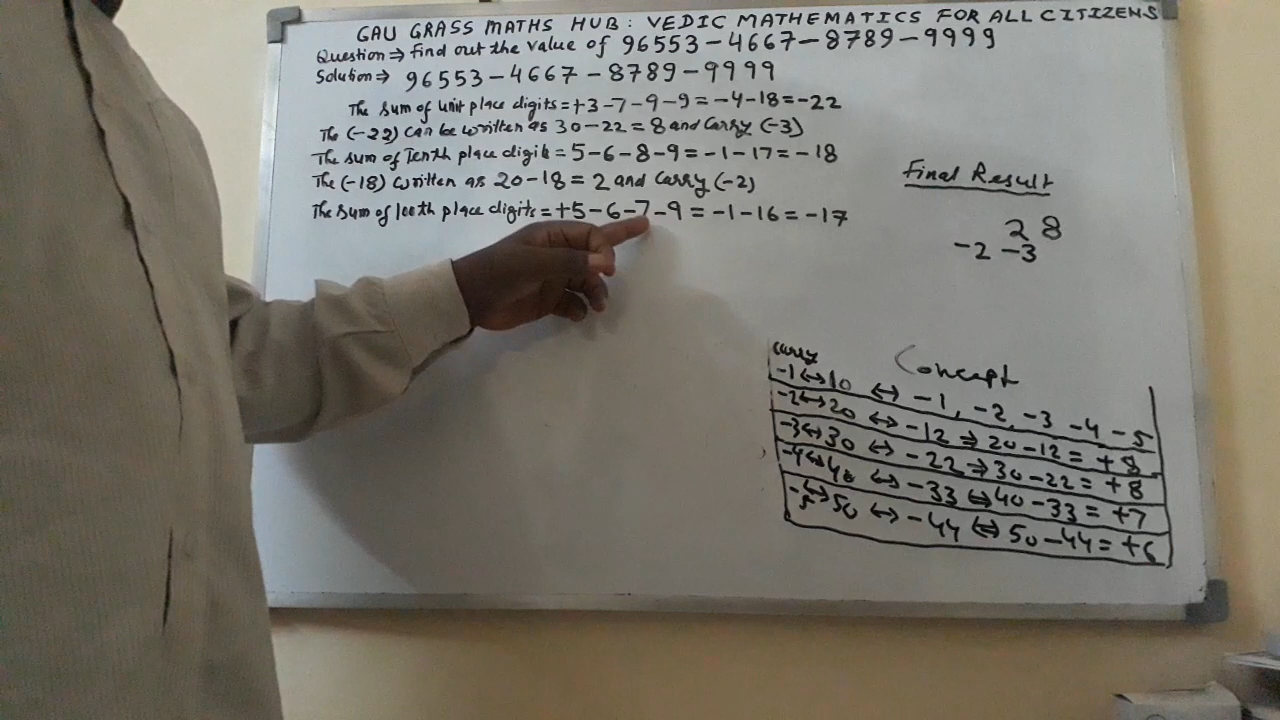 GAU GRASS MATHS HUB: VEDIC MATHEMATICS FOR ALL CITIZENS
Question⇒ find out the value of 96553-4667-8789-9999
Solution⇒ 96553-4667-8789-9999
The sum of unit place digits=+3-7-9-9=-4-18=-22
The (-22) can be written as 30-22=8 and carry (-3)
The sum of Tenth place digit=5-6-8-9=-1-17=-18
The (-18) written as 20-18=2 and carry (-2)
The sum of 100th place digits=+5-6-7-9=-1-16=-17
Final Result
2 8
-2 -3
carry Concept
-1↔10 ↔ -1, -2, -3 -4 -5
-2↔20 ↔ -12 ⇒ 20-12= +8
-3↔30 ↔ -22 ⇒ 30-22= +8
-4↔40 ↔ -33 ⇔ 40-33= +7
-5↔50 ↔ -44 ⇔ 50-44= +6